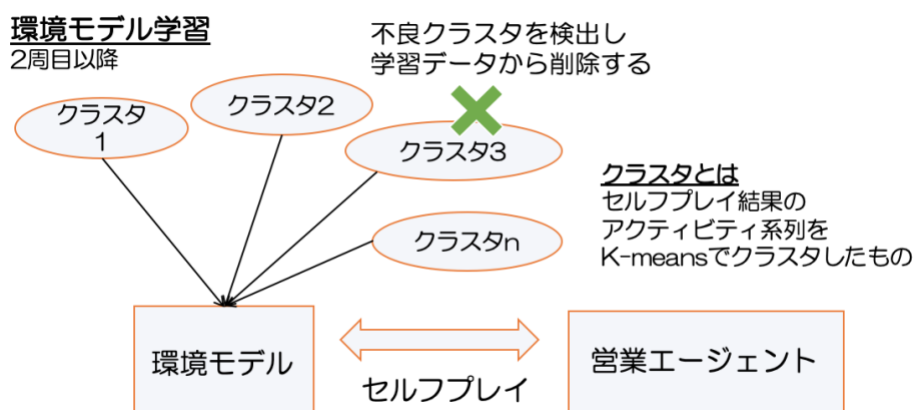 環境モデル学習
2周目以降
不良クラスタを検出し
学習データから削除する
クラスタ
1
クラスタ2
クラスタ3
クラスタn
クラスタとは
セルフプレイ結果の
アクティビティ系列を
K-meansでクラスタしたもの
環境モデル
セルフプレイ
営業エージェント